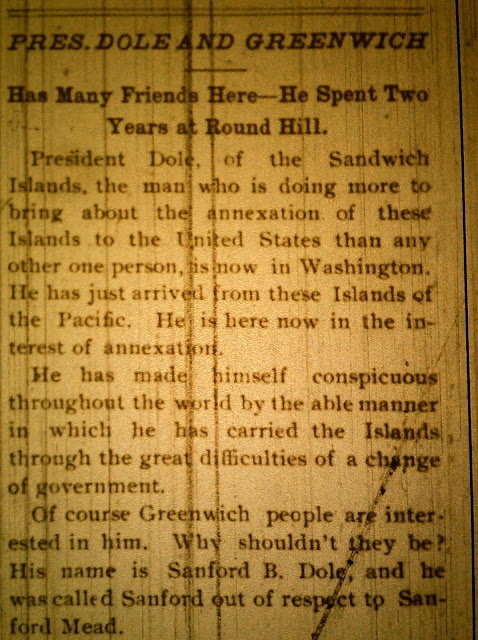 PRES. DOLE AND GREENWICH
Has Many Friends Here—He Spent Two
Years at Round Hill.
President Dole, of the Sandwich
Islands, the man who is doing more to
bring about the annexation of these
Islands to the United States than any
other one person, is now in Washington.
He has just arrived from these Islands of
the Pacific. He is here now in the in-
terest of annexation.
He has made himself conspicuous
throughout the world by the able manner
in which he has carried the Islands
through the great difficulties of a change
of government.
Of course Greenwich people are inter-
ested in him. Why shouldn't they be?
His name is Sanford B. Dole, and he
was called Sanford out of respect to San-
ford Mead.